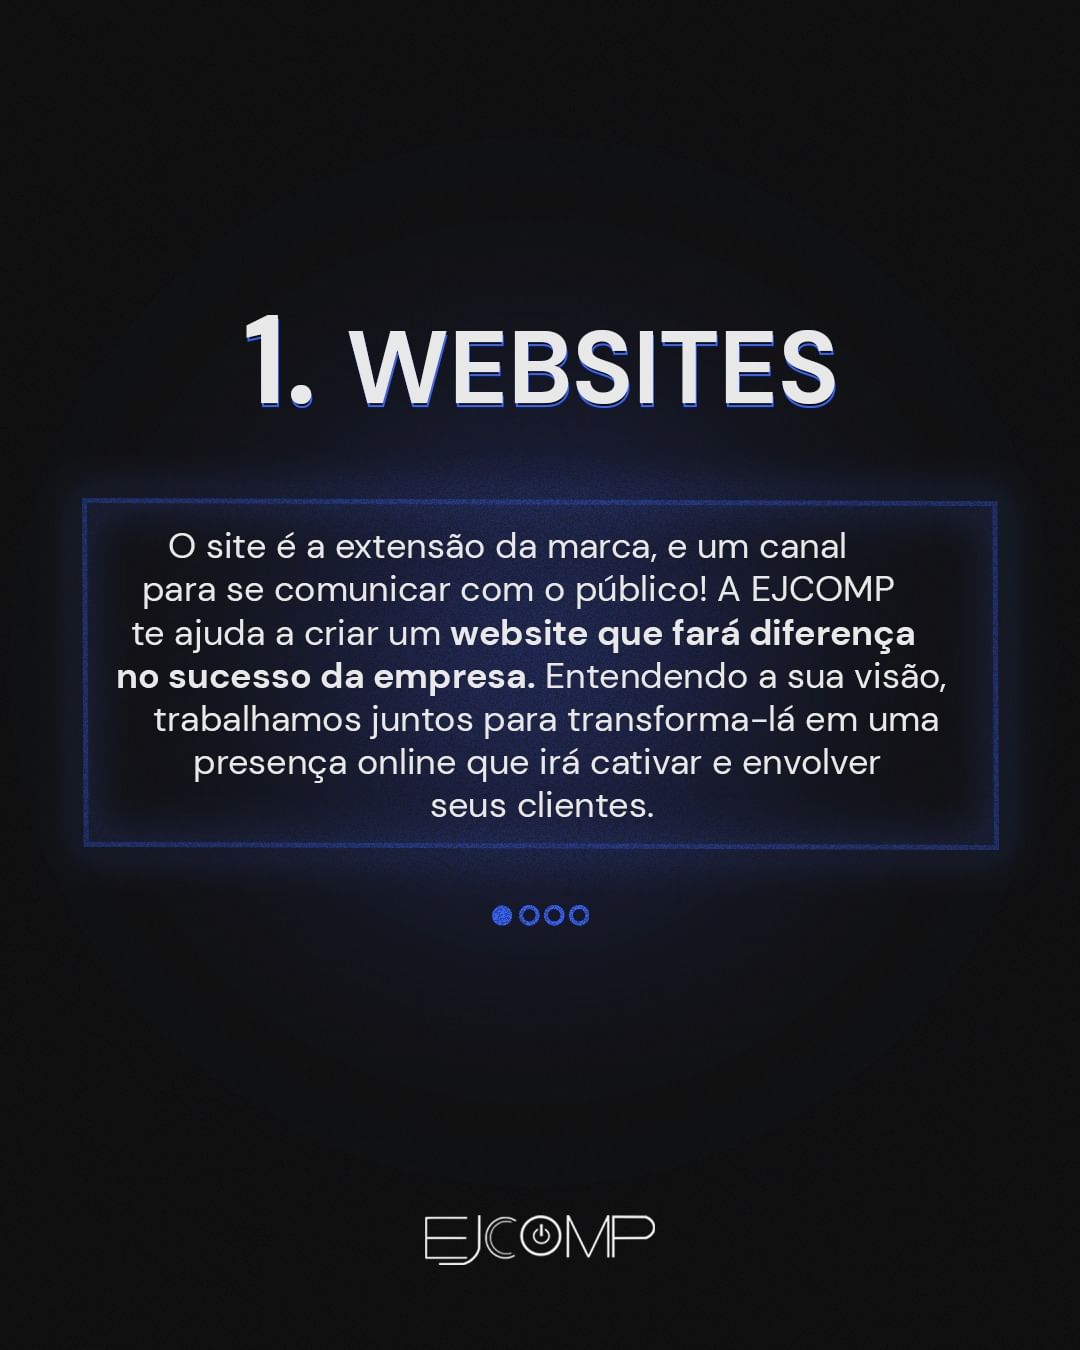 1. WEBSITES
O site é a extensão da marca, e um canal
para se comunicar com o público! A EJCOMP
te ajuda a criar um website que fará diferença
no sucesso da empresa. Entendendo a sua visão,
trabalhamos juntos para transforma-lá em uma
presença online que irá cativar e envolver
seus clientes.
EJCOMP